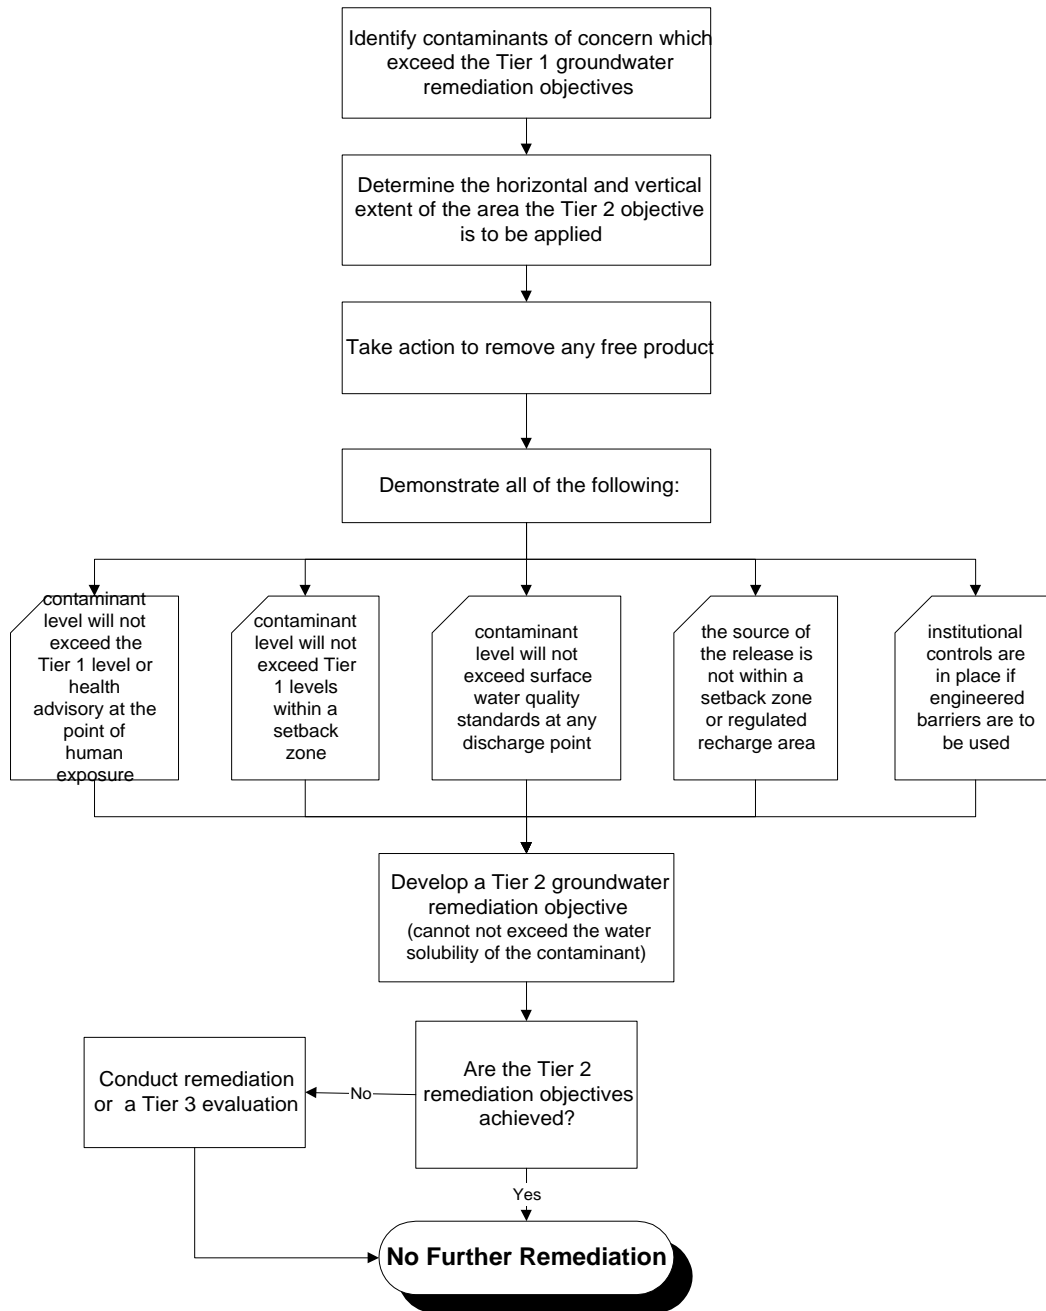 Identify contaminants of concern which
exceed the Tier 1 groundwater
remediation objectives
Determine the horizontal and vertical
extent of the area the Tier 2 objective
is to be applied
Take action to remove any free product
Demonstrate all of the following:
contaminant
level will not
exceed the
Tier 1 level or
health
advisory at the
point of
human
exposure
contaminant
level will not
exceed Tier
1 levels
within a
setback
zone
contaminant
level will not
exceed surface
water quality
standards at any
discharge point
the source of
the release is
not within a
setback zone
or regulated
recharge area
institutional
controls are
in place if
engineered
barriers are to
be used
Develop a Tier 2 groundwater
remediation objective
(cannot not exceed the water
solubility of the contaminant)
Are the Tier 2
remediation objectives
achieved?
No
Conduct remediation
or a Tier 3 evaluation
Yes
No Further Remediation